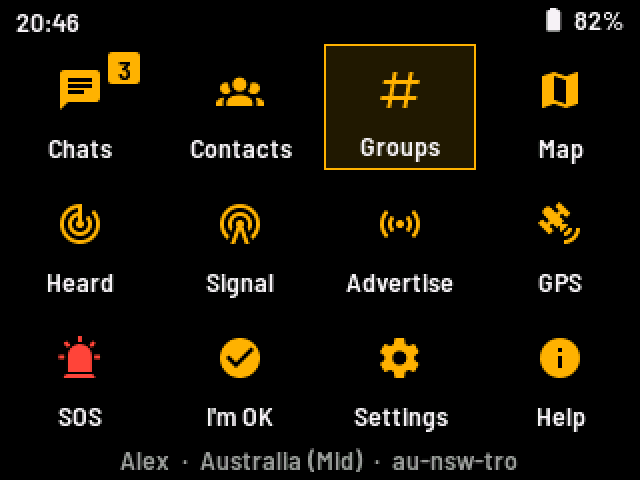 20:46 82%
3
Chats Contacts Groups Map
Heard Signal Advertise GPS
SOS I'm OK Settings Help
Alex · Australia (Mid) · au-nsw-tro